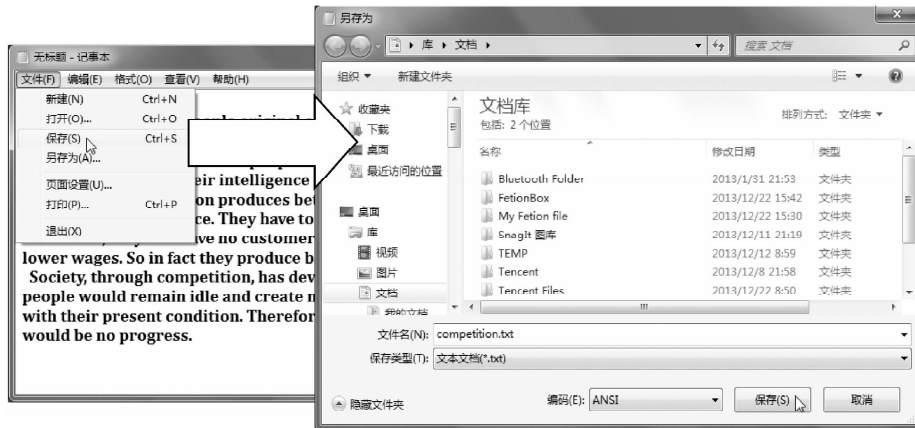 无标题 - 记事本
文件(F) 编辑(E) 格式(O) 查看(V) 帮助(H)
新建(N) Ctrl+N
打开(O)... Ctrl+O
保存(S) Ctrl+S
另存为(A)...
页面设置(U)...
打印(P)... Ctrl+P
退出(X)
eir intelligence
on produces bet
ce. They have to
ve no customer
lower wages. So in fact they produce b
Society, through competition, has dev
people would remain idle and create n
with their present condition. Therefor
would be no progress.
另存为
库 文档
搜索 文档
组织 新建文件夹
收藏夹
下载
桌面
最近访问的位置
桌面
库
视频
图片
文档
我的文档
文档库
包括: 2 个位置
排列方式: 文件夹
名称 修改日期 类型
Bluetooth Folder 2013/1/31 21:53 文件夹
FetionBox 2013/12/22 15:42 文件夹
My Fetion file 2013/12/22 15:30 文件夹
SnagIt 图库 2013/12/11 21:19 文件夹
TEMP 2013/12/12 8:59 文件夹
Tencent 2013/12/8 21:58 文件夹
Tencent Files 2013/12/22 8:50 文件夹
文件名(N): competition.txt
保存类型(T): 文本文档(*.txt)
隐藏文件夹
编码(E): ANSI
保存(S) 取消